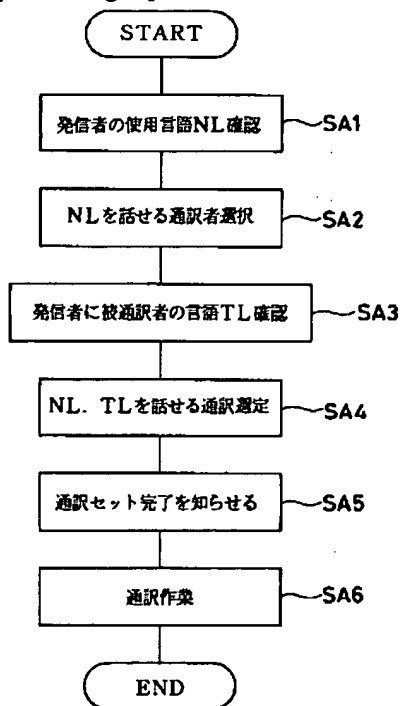 START
発信者の使用言語NL確認 SA1
NLを話せる通訳者選択 SA2
発信者に被通訳者の言語TL確認 SA3
NL.TLを話せる通訳選定 SA4
通訳セット完了を知らせる SA5
通訳作業 SA6
END